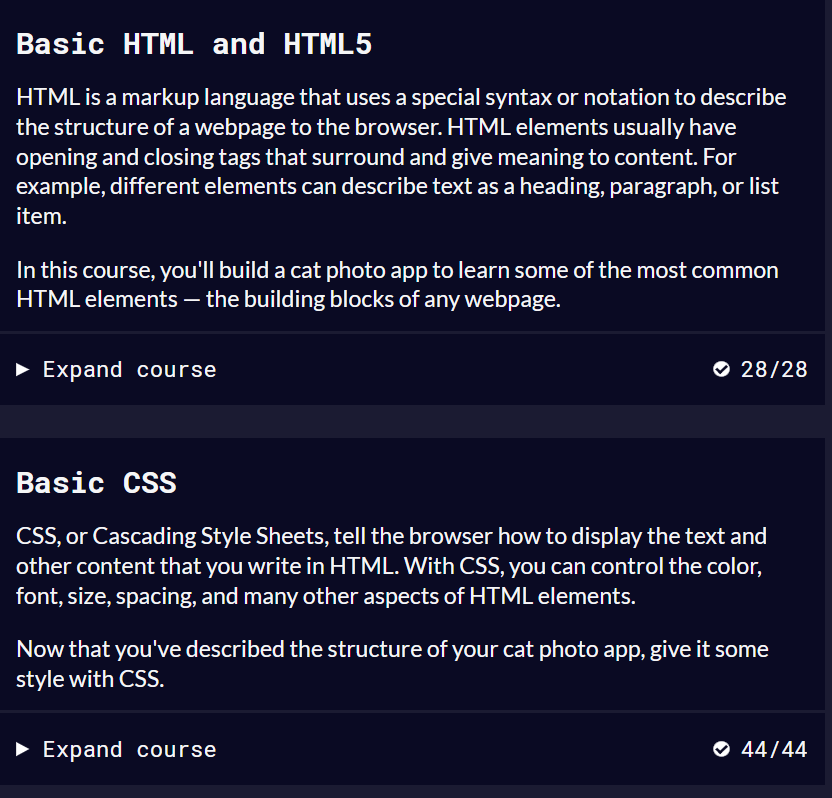 Basic HTML and HTML5
HTML is a markup language that uses a special syntax or notation to describe
the structure of a webpage to the browser. HTML elements usually have
opening and closing tags that surround and give meaning to content. For
example, different elements can describe text as a heading, paragraph, or list
item.
In this course, you'll build a cat photo app to learn some of the most common
HTML elements — the building blocks of any webpage.
Expand course 28/28
Basic CSS
CSS, or Cascading Style Sheets, tell the browser how to display the text and
other content that you write in HTML. With CSS, you can control the color,
font, size, spacing, and many other aspects of HTML elements.
Now that you've described the structure of your cat photo app, give it some
style with CSS.
Expand course 44/44